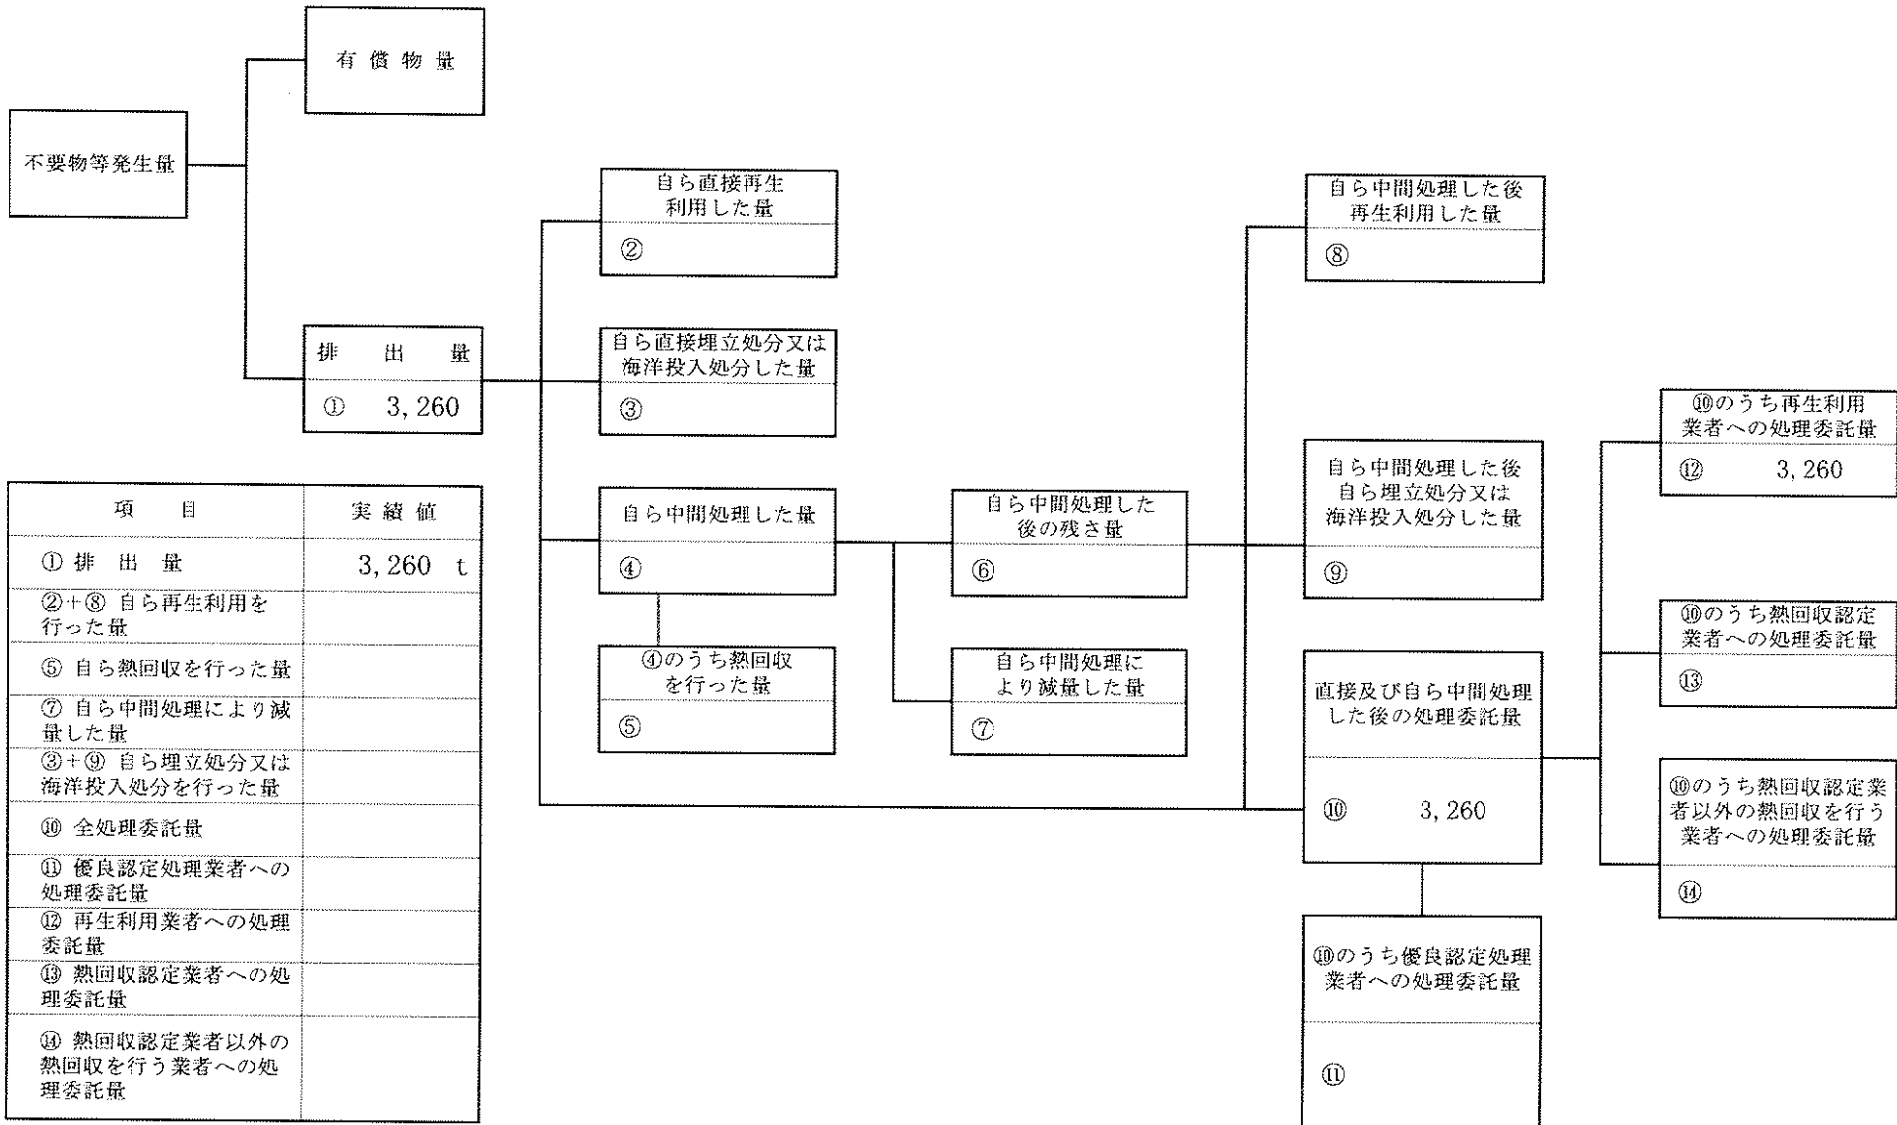 有償物量
不要物等発生量
排出量
① 3,260
自ら直接再生
利用した量
②
自ら直接埋立処分又は
海洋投入処分した量
③
自ら中間処理した量
④
④のうち熱回収
を行った量
⑤
自ら中間処理した
後の残さ量
⑥
自ら中間処理に
より減量した量
⑦
自ら中間処理した後
再生利用した量
⑧
自ら中間処理した後
自ら埋立処分又は
海洋投入処分した量
⑨
直接及び自ら中間処理
した後の処理委託量
⑩ 3,260
⑩のうち優良認定処理
業者への処理委託量
⑪
⑩のうち再生利用
業者への処理委託量
⑫ 3,260
⑩のうち熱回収認定
業者への処理委託量
⑬
⑩のうち熱回収認定業
者以外の熱回収を行う
業者への処理委託量
⑭
項目 実績値
①排出量 3,260 t
②+⑧ 自ら再生利用を
行った量
⑤ 自ら熱回収を行った量
⑦ 自ら中間処理により減
量した量
③+⑨ 自ら埋立処分又は
海洋投入処分を行った量
⑩ 全処理委託量
⑪ 優良認定処理業者への
処理委託量
⑫ 再生利用業者への処理
委託量
⑬ 熱回収認定業者への処
理委託量
⑭ 熱回収認定業者以外の
熱回収を行う業者への処
理委託量